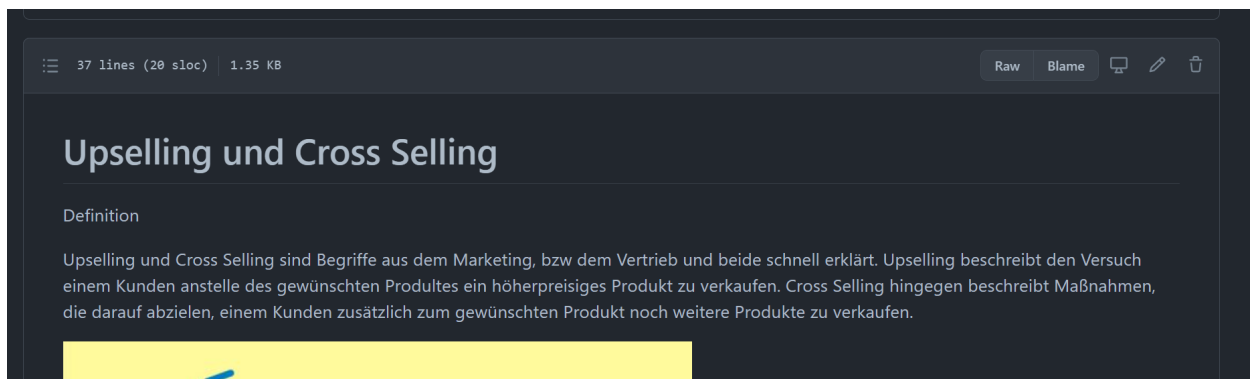 37 lines (20 sloc) 1.35 KB Raw Blame
Upselling und Cross Selling
Definition
Upselling und Cross Selling sind Begriffe aus dem Marketing, bzw dem Vertrieb und beide schnell erklärt. Upselling beschreibt den Versuch
einem Kunden anstelle des gewünschten Produltes ein höherpreisiges Produkt zu verkaufen. Cross Selling hingegen beschreibt Maßnahmen,
die darauf abzielen, einem Kunden zusätzlich zum gewünschten Produkt noch weitere Produkte zu verkaufen.